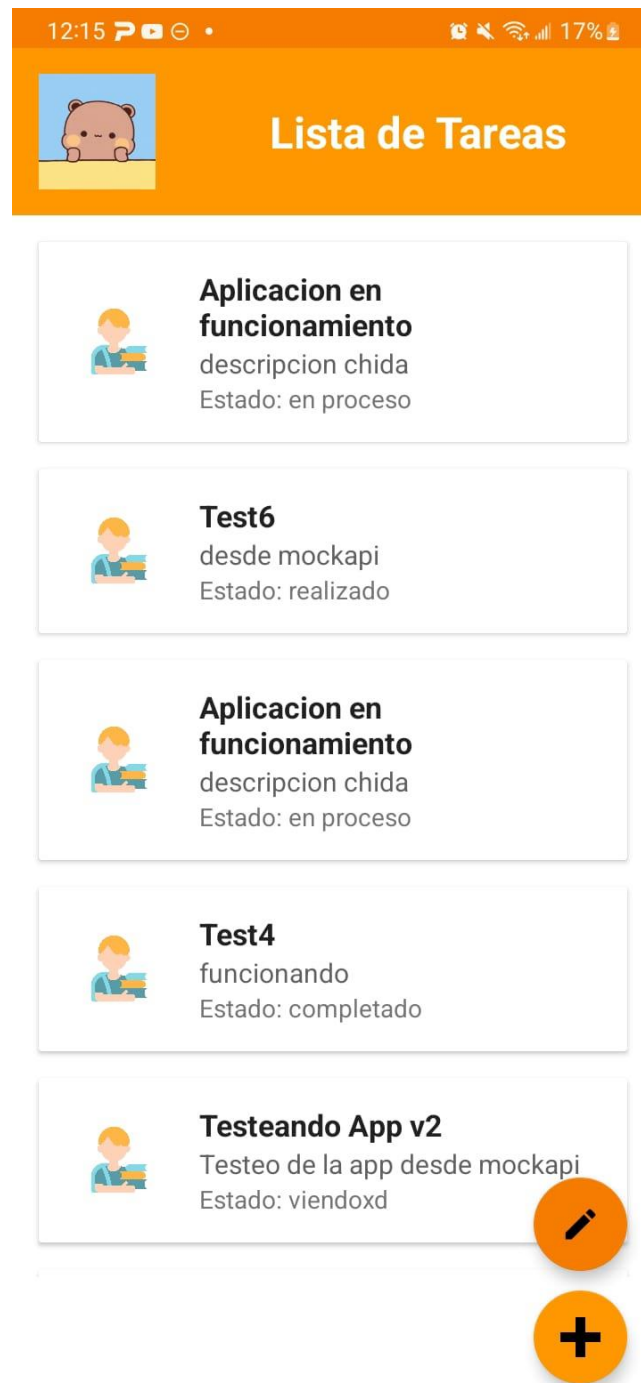 12:15
17%
Lista de Tareas
Aplicacion en
funcionamiento
descripcion chida
Estado: en proceso
Test6
desde mockapi
Estado: realizado
Aplicacion en
funcionamiento
descripcion chida
Estado: en proceso
Test4
funcionando
Estado: completado
Testeando App v2
Testeo de la app desde mockapi
Estado: viendoxd